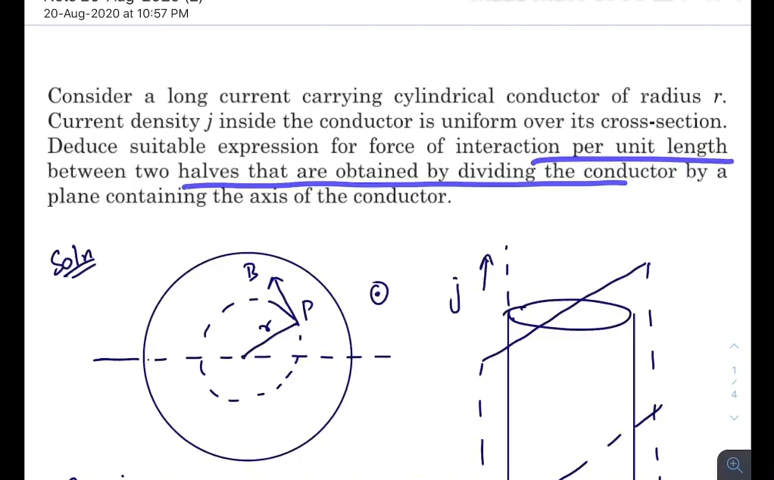 20-Aug-2020 at 10:57 PM
Consider a long current carrying cylindrical conductor of radius r.
Current density j inside the conductor is uniform over its cross-section.
Deduce suitable expression for force of interaction per unit length
between two halves that are obtained by dividing the conductor by a
plane containing the axis of the conductor.
Soln
B
P
r
j
1
4